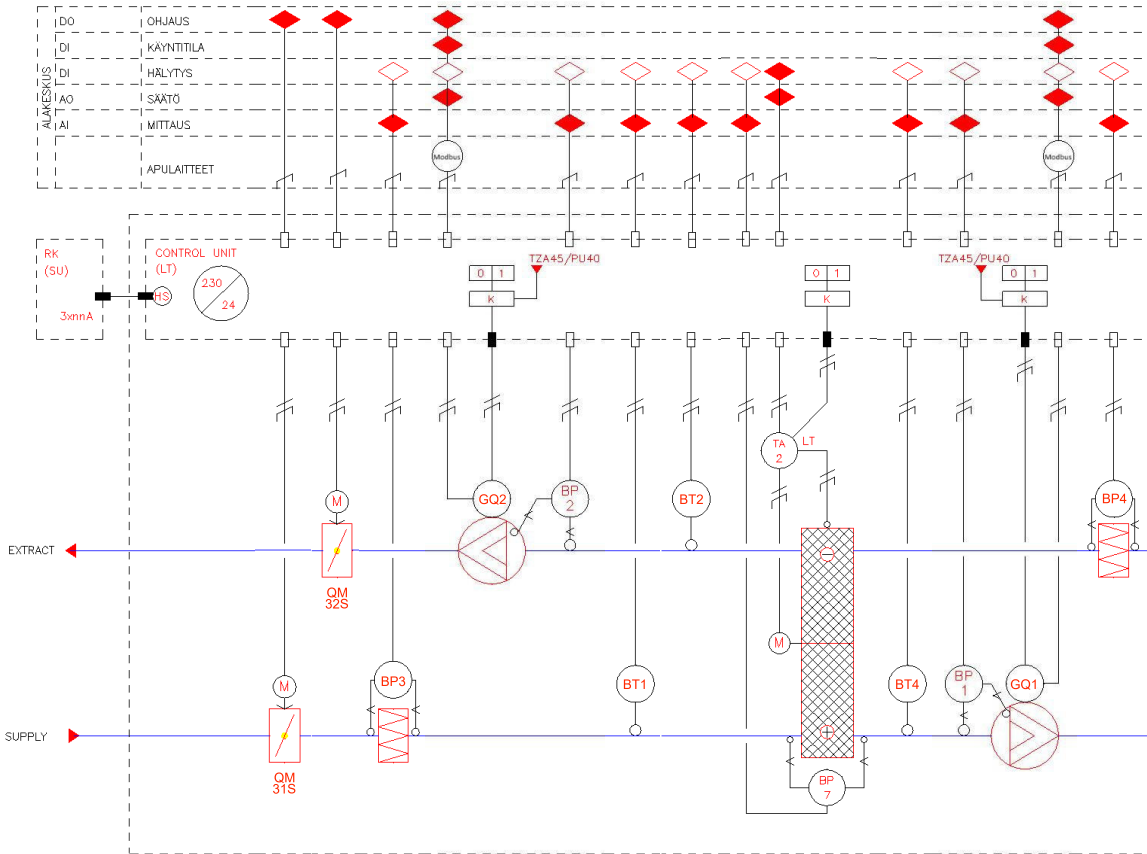 ALAKESKUS
DO OHJAUS
DI KÄYNTITILA
DI HÄLYTYS
AO SÄÄTÖ
AI MITTAUS
Modbus
Modbus
APULAITTEET
RK
(SU)
3xnnA
CONTROL UNIT
(LT)
HS
230
24
TZA45/PU40
0 1
K
0 1
K
TZA45/PU40
0 1
K
TA
2
LT
M
GQ2
BP
2
BT2
BP4
EXTRACT
QM
32S
M
M
BP3
BT1
BT4
BP
1
GQ1
SUPPLY
QM
31S
BP
7